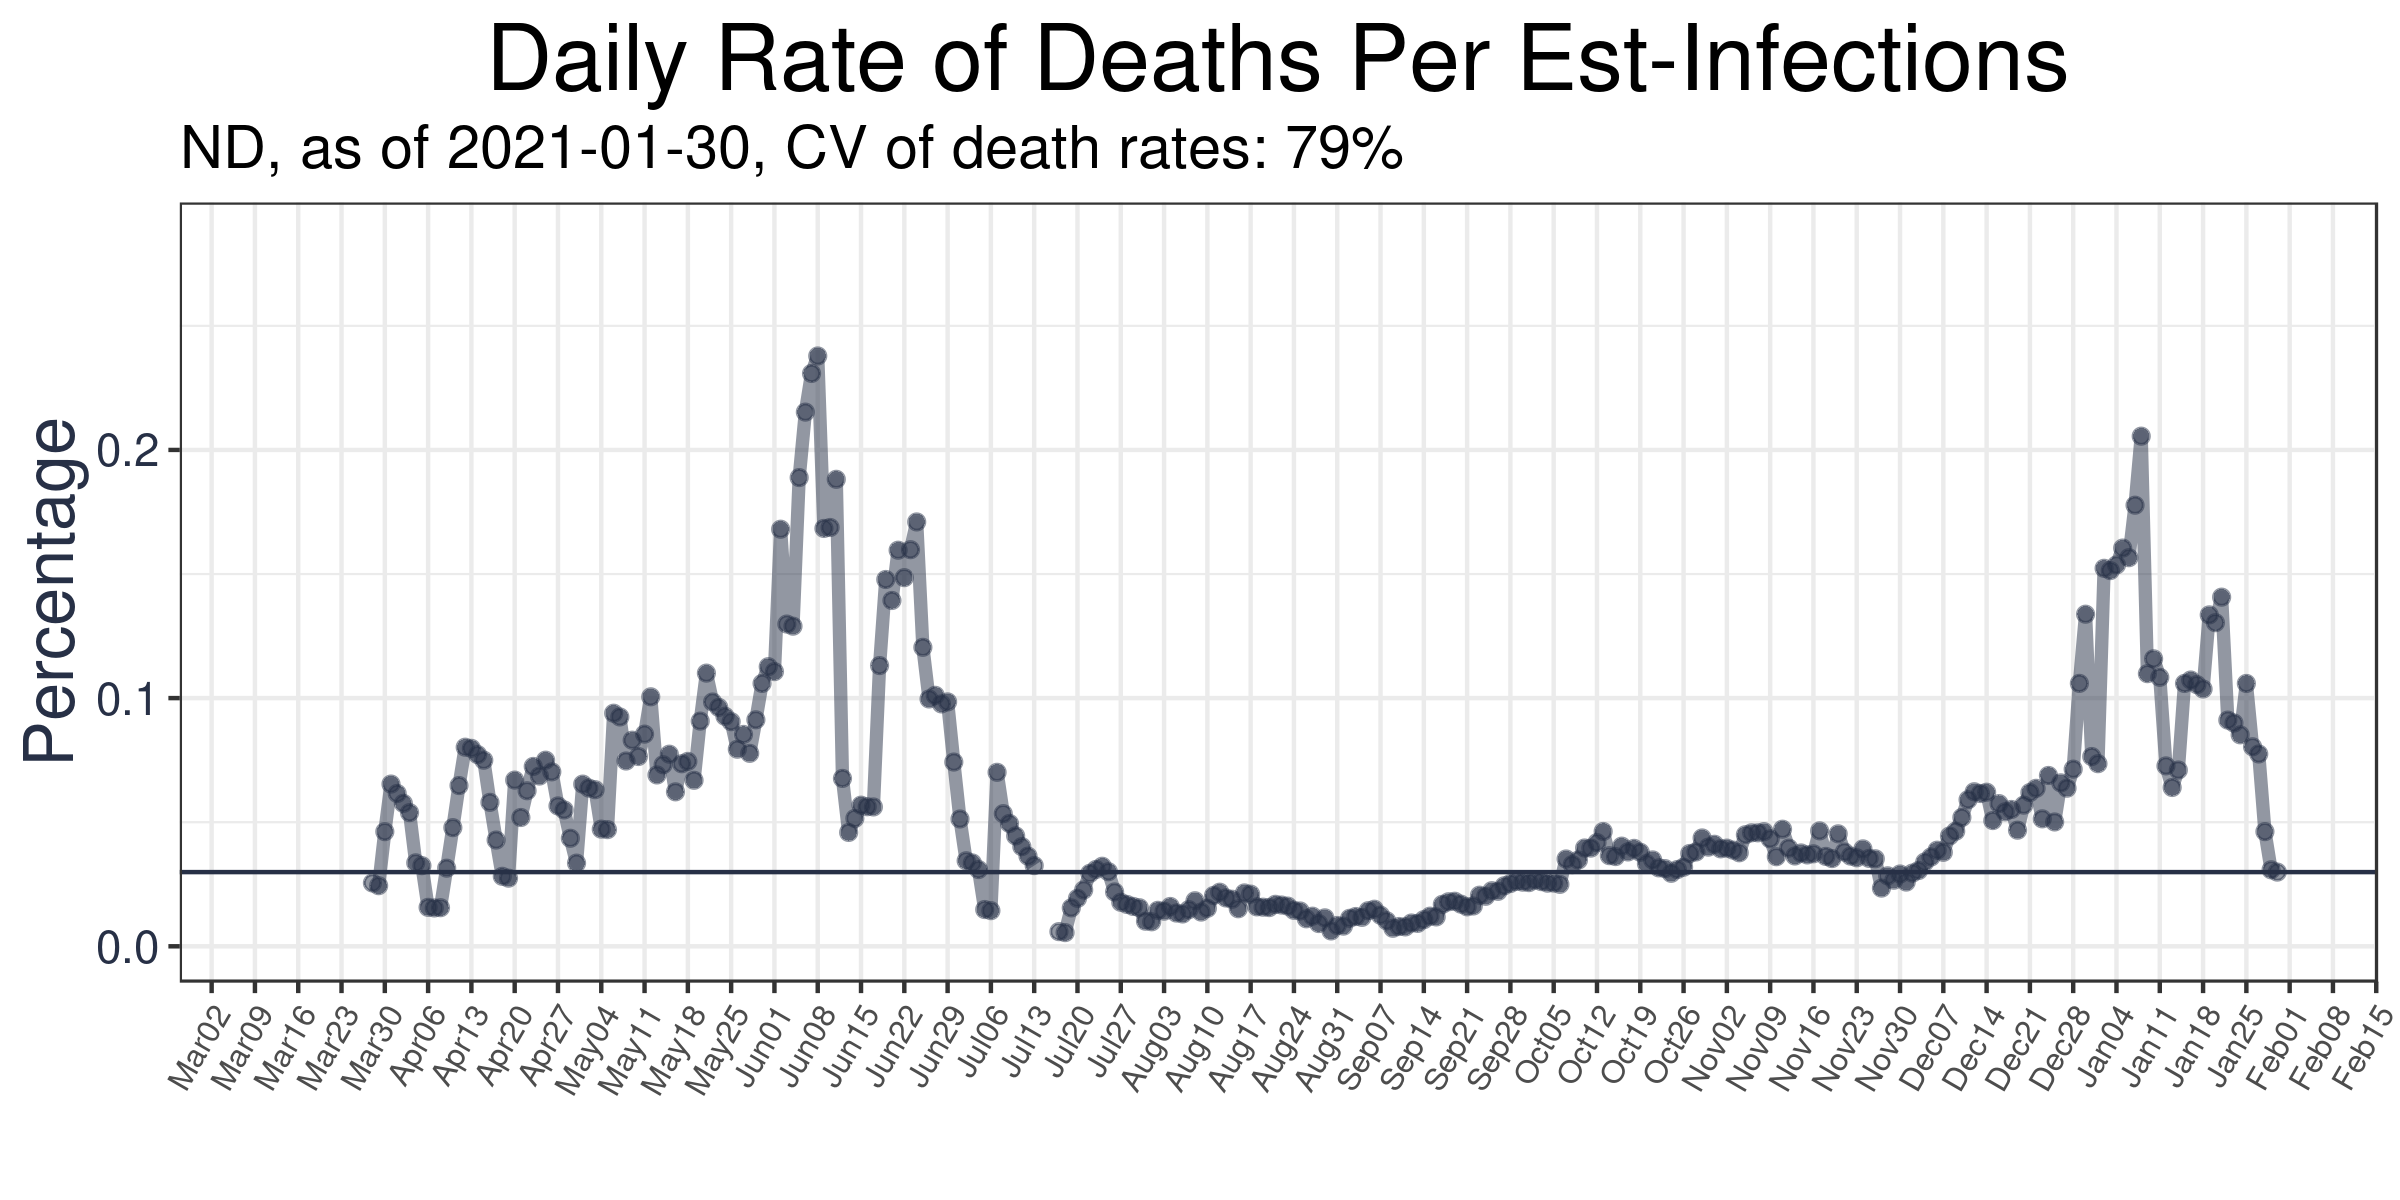 Daily Rate of Deaths Per Est-Infections
ND, as of 2021-01-30, CV of death rates: 79%
Percentage
0.2
0.1
0.0
Mar02
Mar09
Mar16
Mar23
Mar30
Apr06
Apr13
Apr20
Apr27
May04
May11
May18
May25
Jun01
Jun08
Jun15
Jun22
Jun29
Jul06
Jul13
Jul20
Jul27
Aug03
Aug10
Aug17
Aug24
Aug31
Sep07
Sep14
Sep21
Sep28
Oct05
Oct12
Oct19
Oct26
Nov02
Nov09
Nov16
Nov23
Nov30
Dec07
Dec14
Dec21
Dec28
Jan04
Jan11
Jan18
Jan25
Feb01
Feb08
Feb15